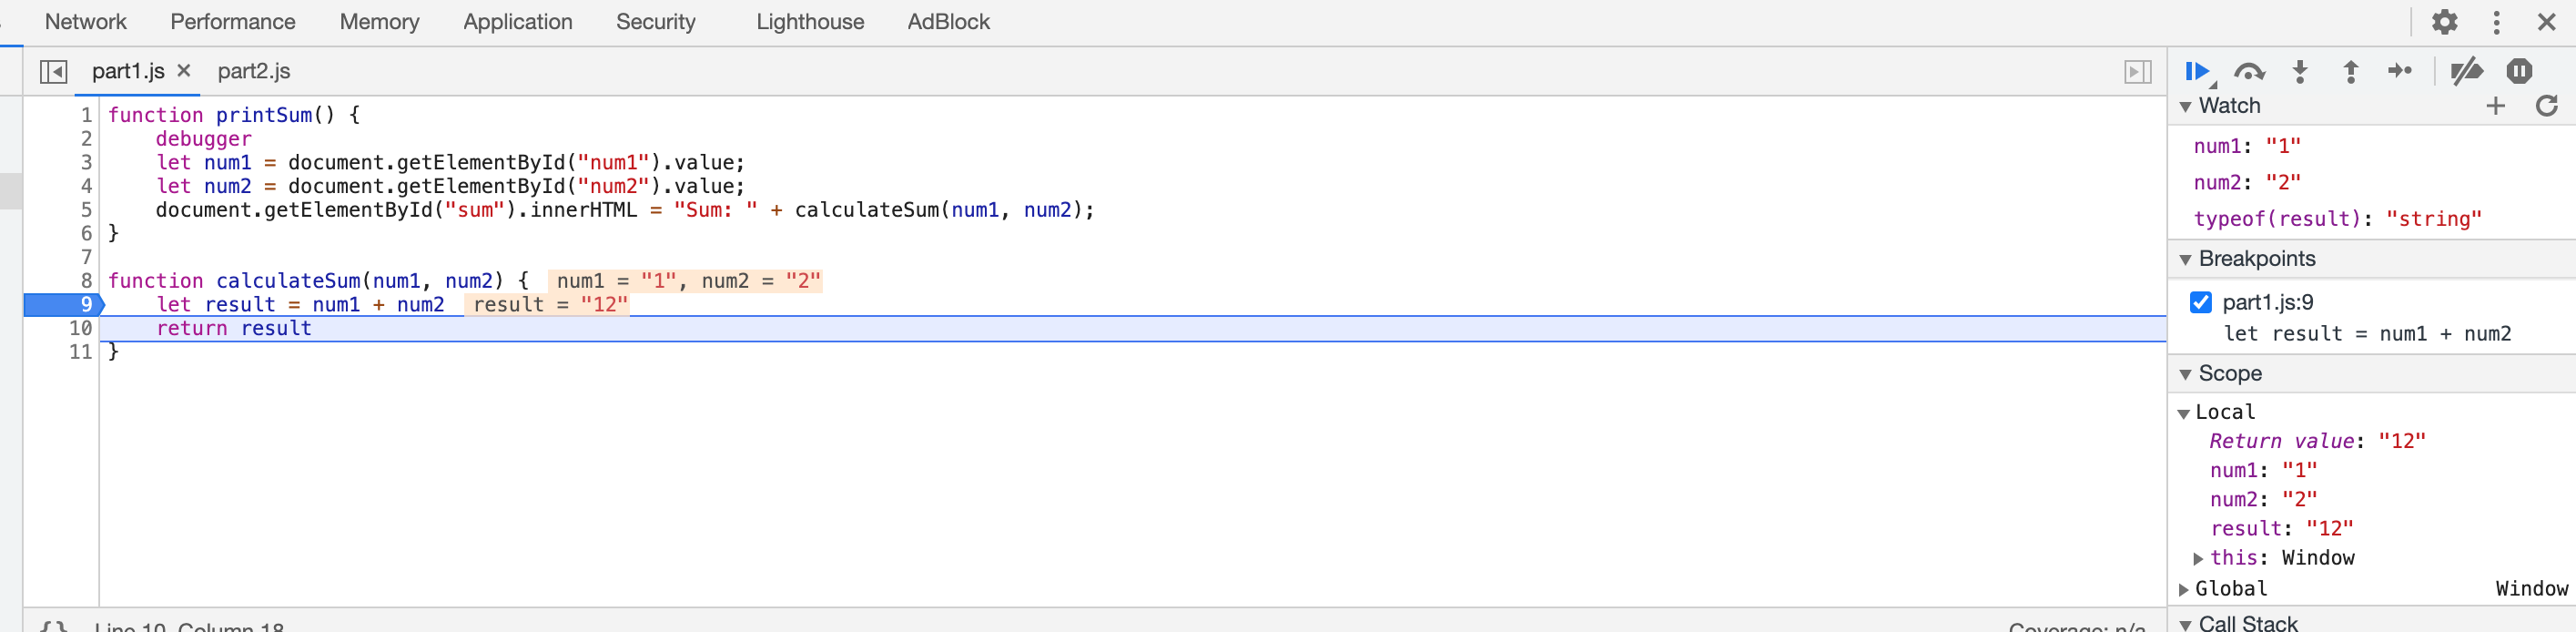 Network Performance Memory Application Security Lighthouse AdBlock
part1.js × part2.js
1 function printSum() {
2     debugger
3     let num1 = document.getElementById("num1").value;
4     let num2 = document.getElementById("num2").value;
5     document.getElementById("sum").innerHTML = "Sum: " + calculateSum(num1, num2);
6 }
7
8 function calculateSum(num1, num2) { num1 = "1", num2 = "2"
9     let result = num1 + num2 result = "12"
10     return result
11 }
{} Line 10, Column 18
Coverage: n/a
Watch
num1: "1"
num2: "2"
typeof(result): "string"
Breakpoints
part1.js:9
let result = num1 + num2
Scope
Local
Return value: "12"
num1: "1"
num2: "2"
result: "12"
this: Window
Global Window
Call Stack